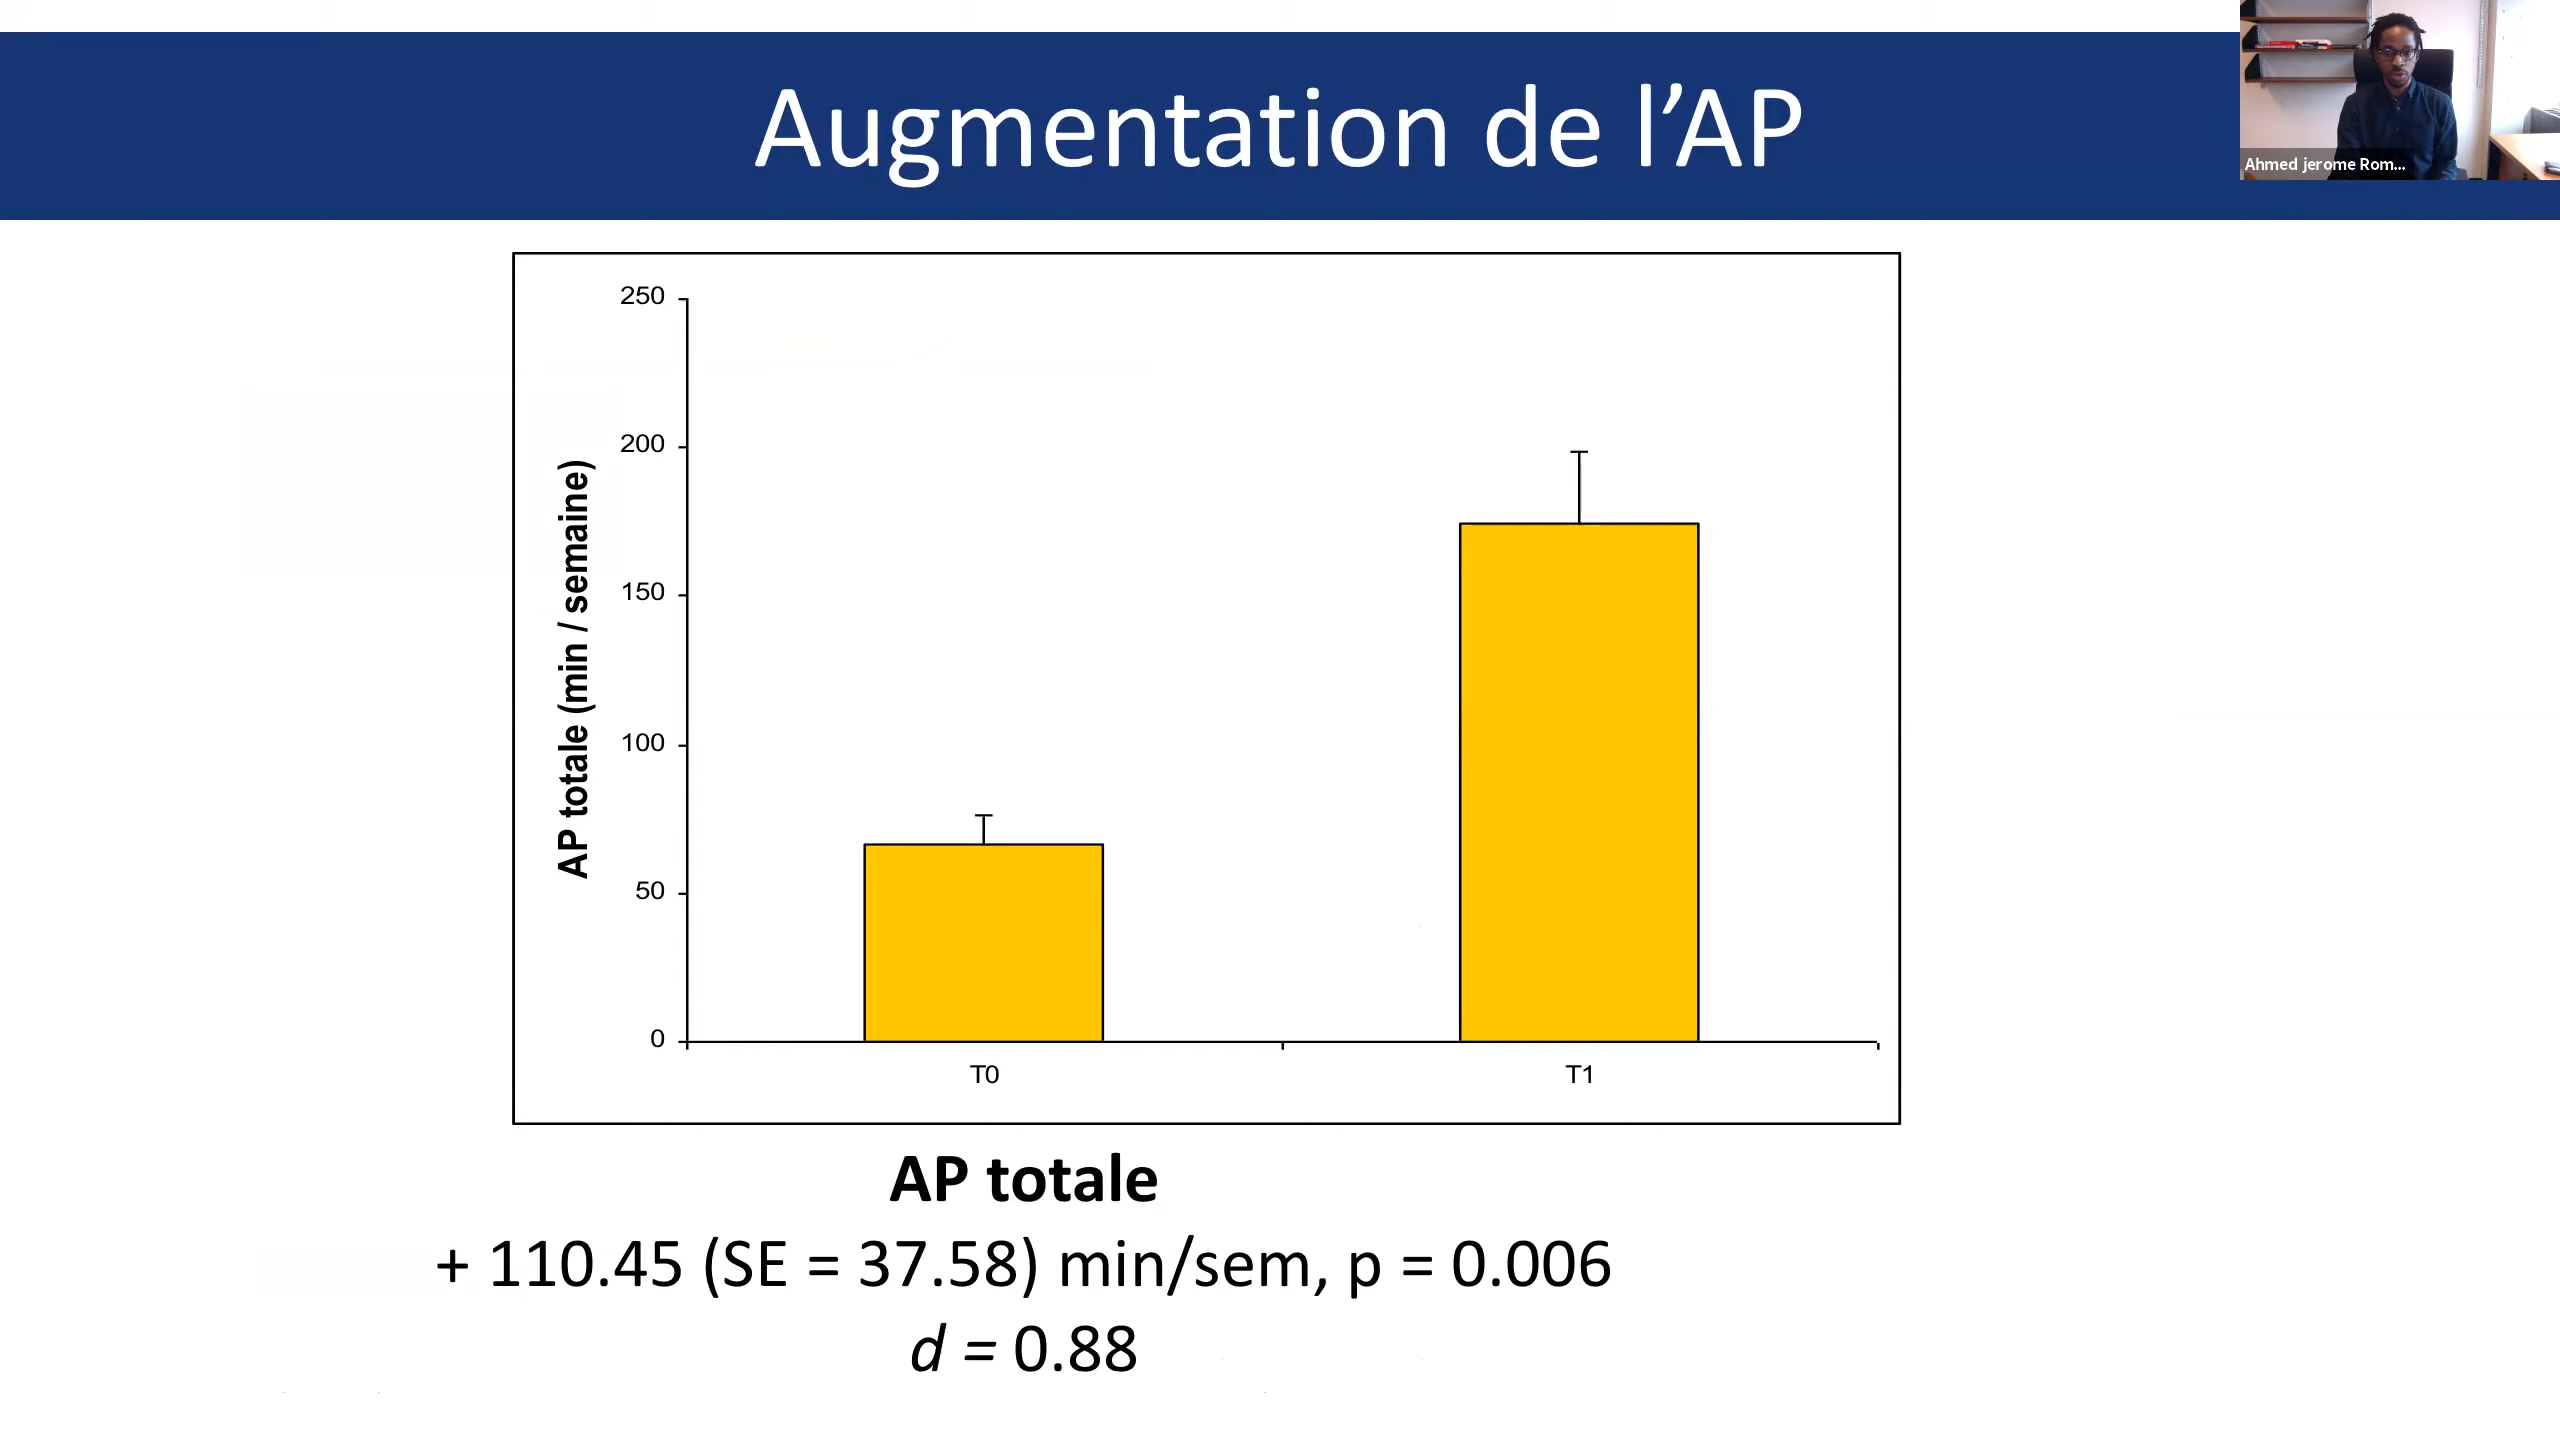 Augmentation de l’AP
Ahmed jerome Rom...
250
200
150
100
50
0
AP totale (min / semaine)
T0 T1
AP totale
+ 110.45 (SE = 37.58) min/sem, p = 0.006
d = 0.88